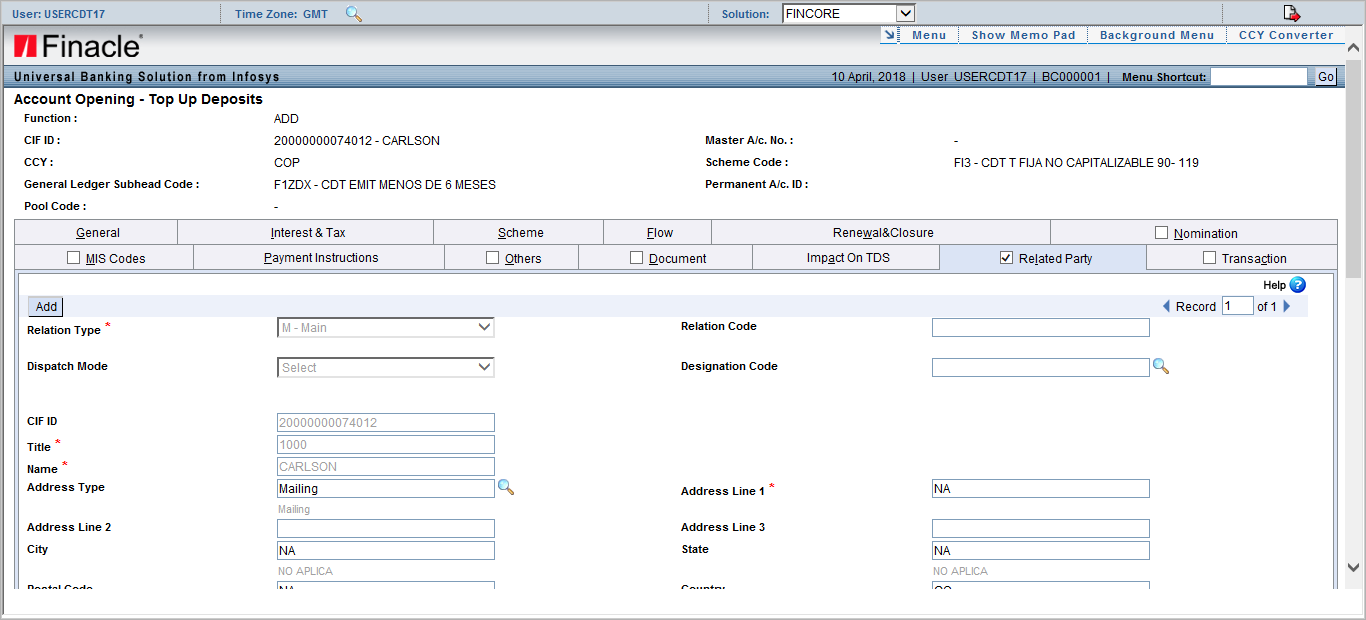 User: USERCDT17 Time Zone: GMT Solution: FINCORE
Menu Show Memo Pad Background Menu CCY Converter
Finacle
Universal Banking Solution from Infosys 10 April, 2018 | User USERCDT17 | BC000001 | Menu Shortcut: Go
Account Opening - Top Up Deposits
Function : ADD
CIF ID : 20000000074012 - CARLSON Master A/c. No. : -
CCY : COP Scheme Code : FI3 - CDT T FIJA NO CAPITALIZABLE 90- 119
General Ledger Subhead Code : F1ZDX - CDT EMIT MENOS DE 6 MESES Permanent A/c. ID :
Pool Code : -
General Interest & Tax Scheme Flow Renewal&Closure Nomination
MIS Codes Payment Instructions Others Document Impact On TDS Related Party Transaction
Help ?
Add Record 1 of 1
Relation Type * M - Main Relation Code
Dispatch Mode Select Designation Code
CIF ID 20000000074012
Title * 1000
Name * CARLSON
Address Type Mailing Address Line 1 * NA
Mailing
Address Line 2 Address Line 3
City NA State NA
NO APLICA NO APLICA
Postal Code NA Country CO